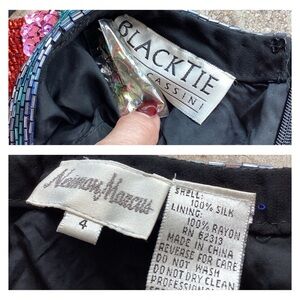 BLACKTIE
CASSINI
Neiman Marcus
4
SHELL:
100% SILK
LINING:
100% RAYON
RN 62313
MADE IN CHINA
REVERSE FOR CARE
DO NOT WASH
DO NOT DRY CLEAN